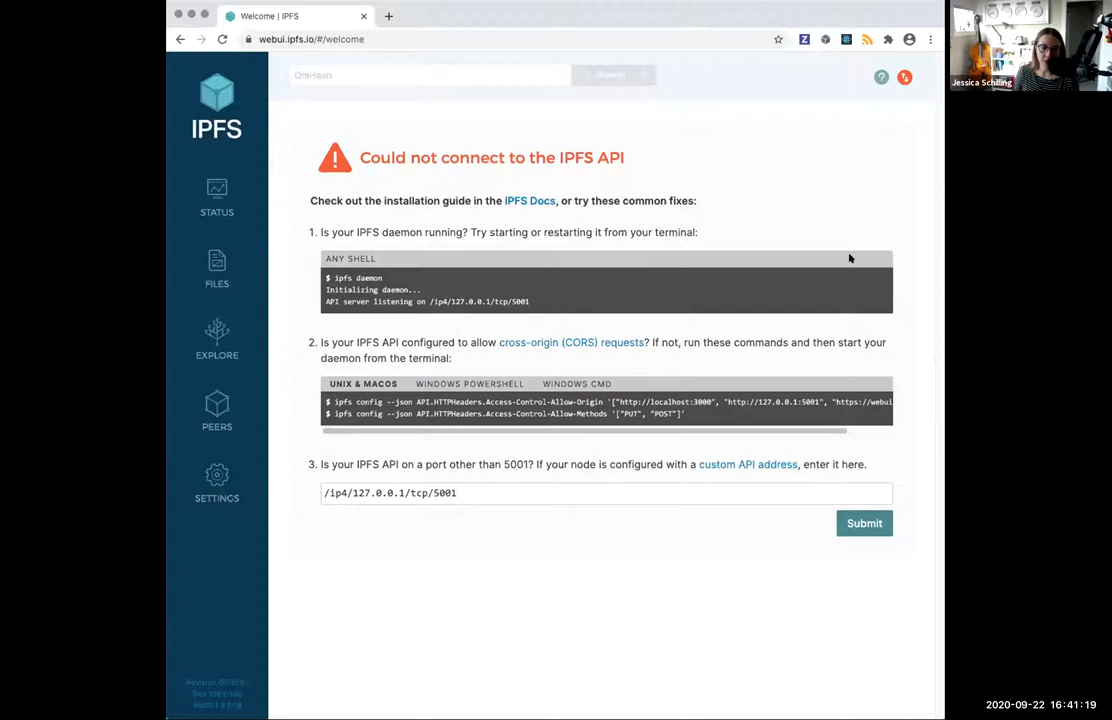 Welcome | IPFS
webui.ipfs.io/#/welcome
Z
Jessica Schilling
QmHash
Browse
?
IPFS
STATUS
FILES
EXPLORE
PEERS
SETTINGS
See the code
Report a bug
Could not connect to the IPFS API
Check out the installation guide in the IPFS Docs, or try these common fixes:
1. Is your IPFS daemon running? Try starting or restarting it from your terminal:
ANY SHELL
$ ipfs daemon
Initializing daemon...
API server listening on /ip4/127.0.0.1/tcp/5001
2. Is your IPFS API configured to allow cross-origin (CORS) requests? If not, run these commands and then start your
daemon from the terminal:
UNIX & MACOS WINDOWS POWERSHELL WINDOWS CMD
$ ipfs config --json API.HTTPHeaders.Access-Control-Allow-Origin '["http://localhost:3000", "http://127.0.0.1:5001", "https://webui
$ ipfs config --json API.HTTPHeaders.Access-Control-Allow-Methods '["PUT", "POST"]'
3. Is your IPFS API on a port other than 5001? If your node is configured with a custom API address, enter it here.
/ip4/127.0.0.1/tcp/5001
Submit
2020-09-22 16:41:19